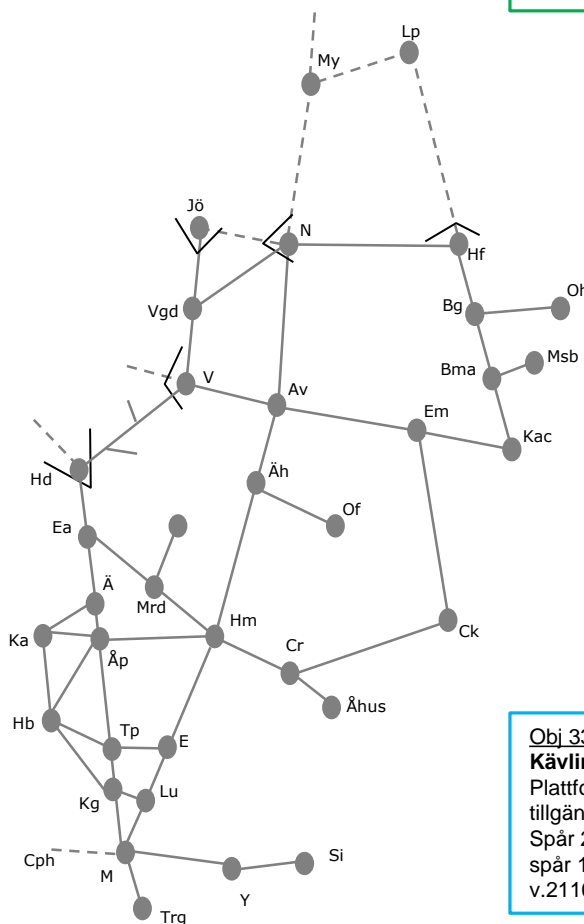 Lp
My
Jö
N
Hf
Vgd
Bg
Oh
Msb
Bma
V
Av
Em
Kac
Hd
Äh
Of
Ea
Ä
Mrd
Hm
Ka
Åp
Cr
Ck
Åhus
Hb
Tp
E
Kg
Lu
Cph
M
Si
Y
Trg
Obj 33
Kävlin
Plattfo
tillgän
Spår 2
spår 1
v.2110